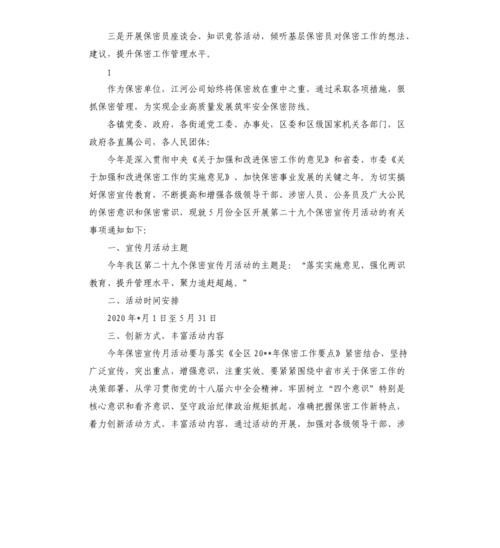 三是开展保密员座谈会、知识竞答活动，倾听基层保密员对保密工作的想法、
建议，提升保密工作管理水平。
1
作为保密单位，江河公司始终将保密放在重中之重，通过采取各项措施，狠
抓保密管理，为实现企业高质量发展筑牢安全保密防线。
各镇党委、政府，各街道党工委、办事处，区委和区级国家机关各部门，区
政府各直属公司，各人民团体：
今年是深入贯彻中央《关于加强和改进保密工作的意见》和省委、市委《关
于加强和改进保密工作的实施意见》、加快保密事业发展的关键之年。为切实搞
好保密宣传教育、不断提高和增强各级领导干部、涉密人员、公务员及广大公民
的保密意识和保密常识，现就 5 月份全区开展第二十九个保密宣传月活动的有关
事项通知如下：
一、宣传月活动主题
今年我区第二十九个保密宣传月活动的主题是：“落实实施意见、强化两识
教育、提升管理水平、聚力追赶超越。”
二、活动时间安排
2020 年*月 1 日至 5 月 31 日
三、创新方式、丰富活动内容
今年保密宣传月活动要与落实《全区 20**年保密工作要点》紧密结合，坚持
广泛宣传，突出重点，增强意识，注重实效。要紧紧围绕中省市关于保密工作的
决策部署，从学习贯彻党的十八届六中全会精神、牢固树立“四个意识”特别是
核心意识和看齐意识、坚守政治纪律政治规矩抓起，准确把握保密工作新特点，
着力创新活动方式、丰富活动内容，通过活动的开展，加强对各级领导干部、涉